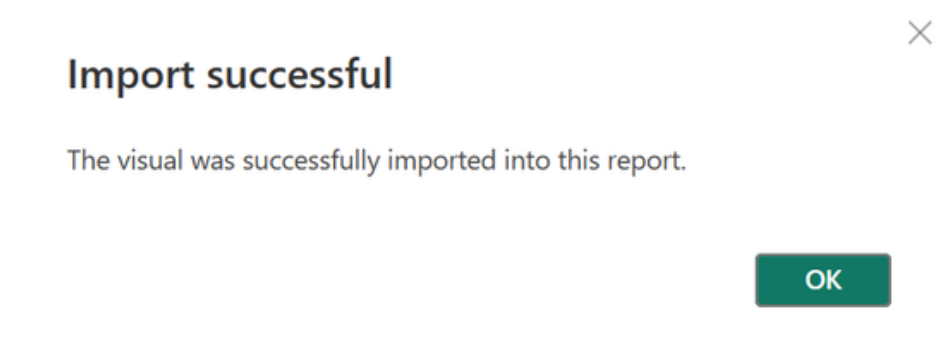 Import successful
The visual was successfully imported into this report.
OK